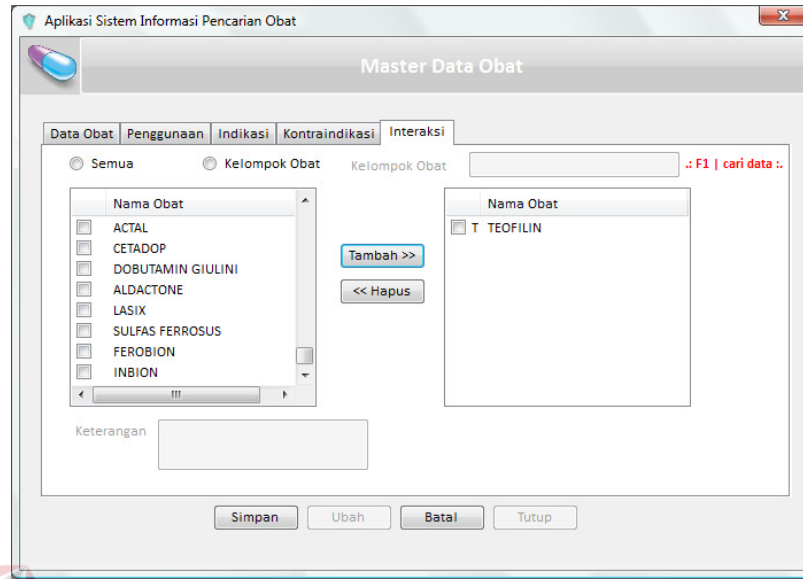 Aplikasi Sistem Informasi Pencarian Obat
Master Data Obat
Data Obat Penggunaan Indikasi Kontraindikasi Interaksi
Semua Kelompok Obat Kelompok Obat .: F1 | cari data :.
Nama Obat
ACTAL
CETADOP
DOBUTAMIN GIULINI
ALDACTONE
LASIX
SULFAS FERROSUS
FEROBION
INBION
Tambah >>
<< Hapus
Nama Obat
T TEOFILIN
Keterangan
Simpan Ubah Batal Tutup